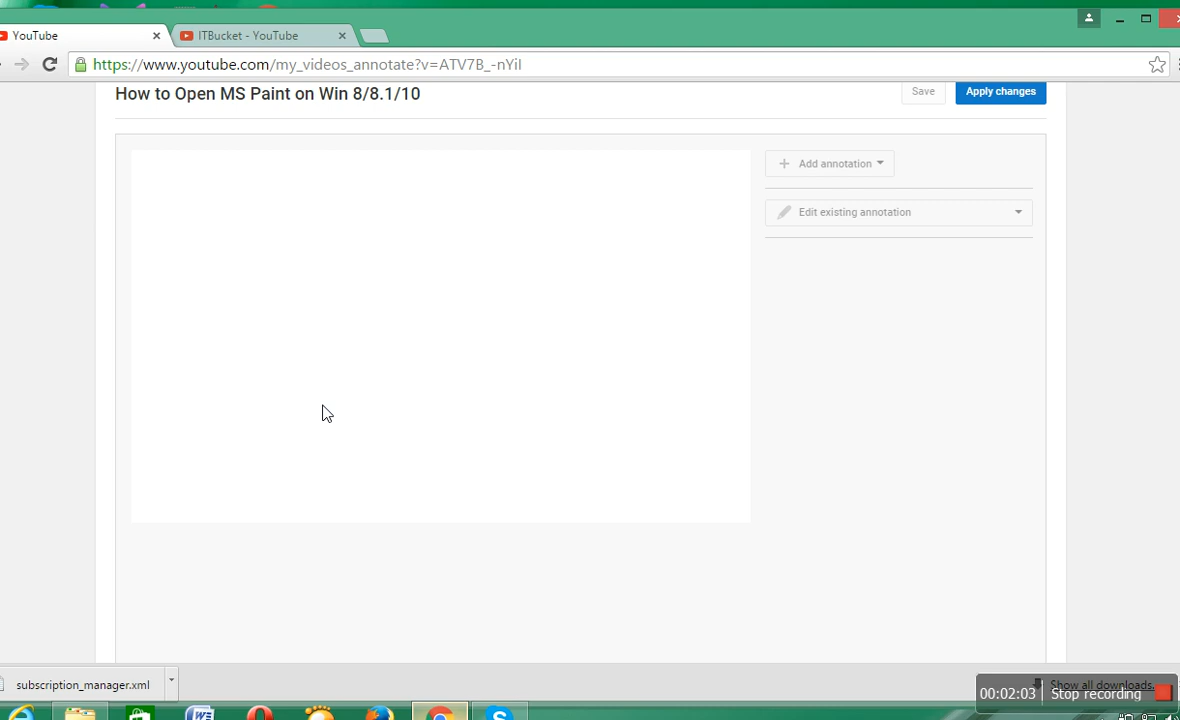 YouTube
ITBucket - YouTube
https://www.youtube.com/my_videos_annotate?v=ATV7B_-nYiI
How to Open MS Paint on Win 8/8.1/10
Save
Apply changes
Add annotation
Edit existing annotation
subscription_manager.xml
Show all downloads...
00:02:03
Stop recording